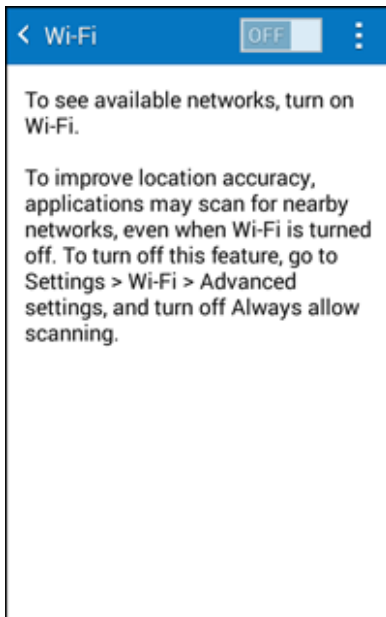 Wi-Fi OFF
To see available networks, turn on
Wi-Fi.
To improve location accuracy,
applications may scan for nearby
networks, even when Wi-Fi is turned
off. To turn off this feature, go to
Settings > Wi-Fi > Advanced
settings, and turn off Always allow
scanning.